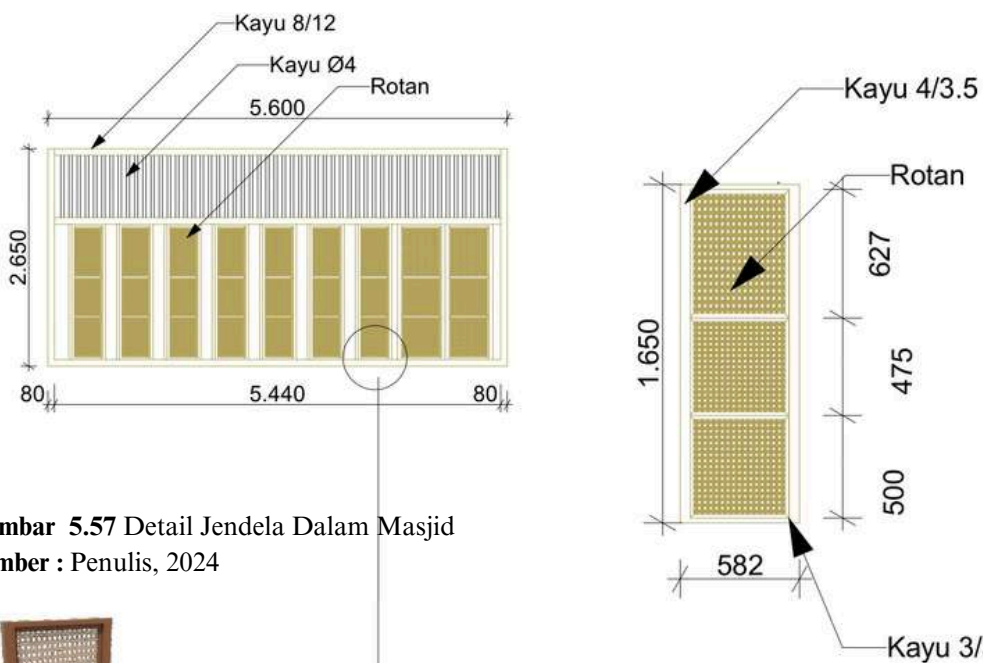 Kayu 8/12
Kayu Ø4
Rotan
5.600
2.650
80
5.440
80
mbar 5.57 Detail Jendela Dalam Masjid
mber : Penulis, 2024
Kayu 4/3.5
Rotan
627
1.650
475
500
582
Kayu 3/